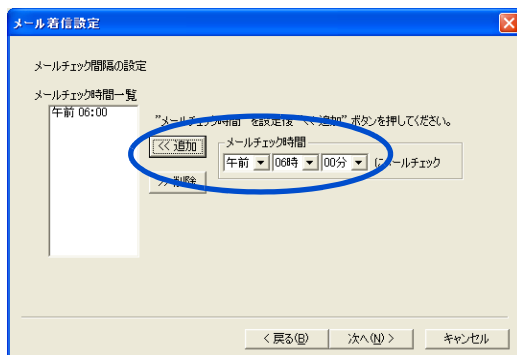 メール着信設定
メールチェック間隔の設定
メールチェック時間一覧
午前 06:00
"メールチェック時間" を設定後 "<< 追加" ボタンを押してください。
<< 追加
メールチェック時間
午前 06時 00分 にメールチェック
>> 削除
< 戻る(B) 次へ(N) > キャンセル